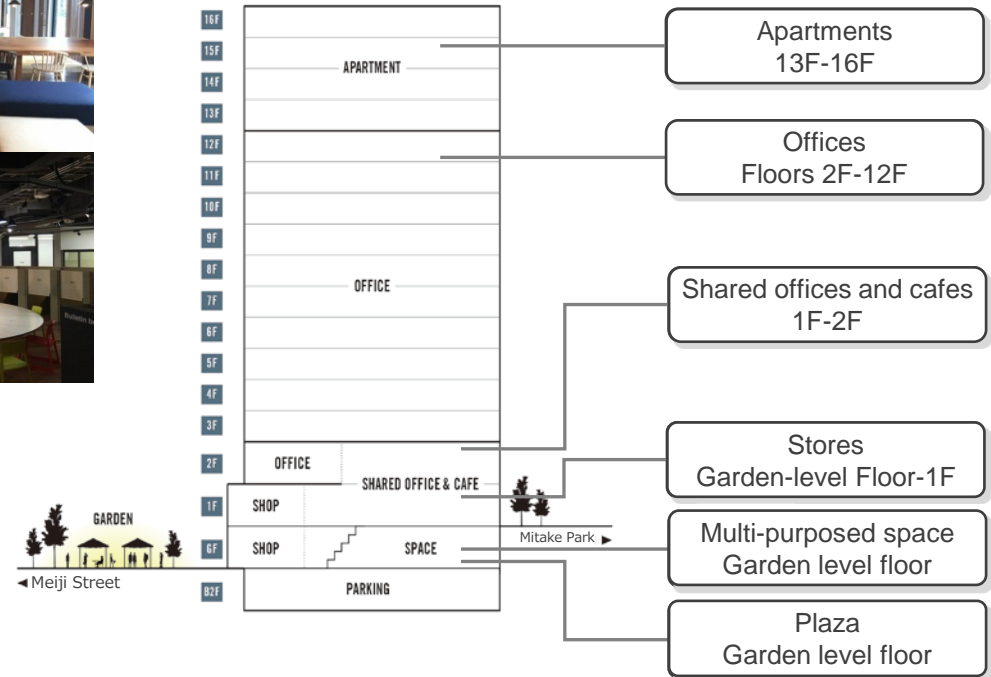 16F
15F
14F
13F
12F
11F
10F
9F
8F
7F
6F
5F
4F
3F
2F
1F
GF
B2F
APARTMENT
OFFICE
OFFICE
SHARED OFFICE & CAFE
SHOP
SHOP
SPACE
PARKING
GARDEN
◄Meiji Street
Mitake Park ►
Apartments
13F-16F
Offices
Floors 2F-12F
Shared offices and cafes
1F-2F
Stores
Garden-level Floor-1F
Multi-purposed space
Garden level floor
Plaza
Garden level floor